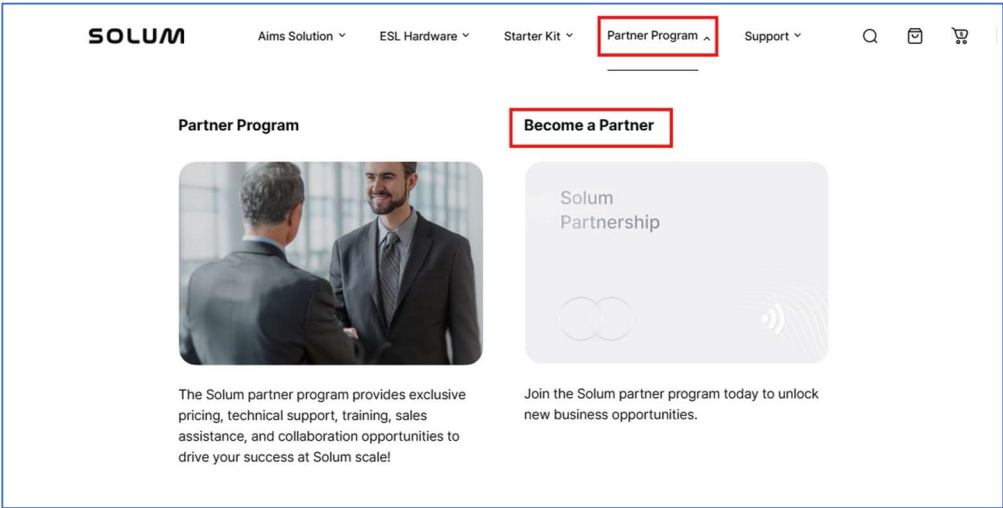 SOLUM
Aims Solution
ESL Hardware
Starter Kit
Partner Program
Support
Partner Program
The Solum partner program provides exclusive
pricing, technical support, training, sales
assistance, and collaboration opportunities to
drive your success at Solum scale!
Become a Partner
Solum
Partnership
Join the Solum partner program today to unlock
new business opportunities.